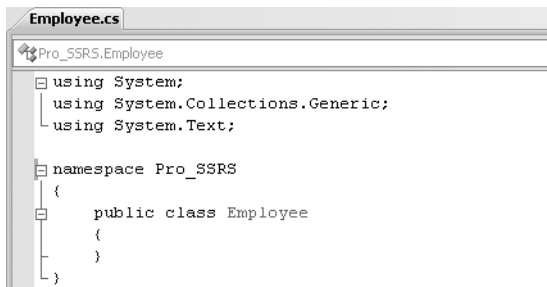 Employee.cs
Pro_SSRS.Employee
using System;
using System.Collections.Generic;
using System.Text;
namespace Pro_SSRS
{
public class Employee
{
}
}